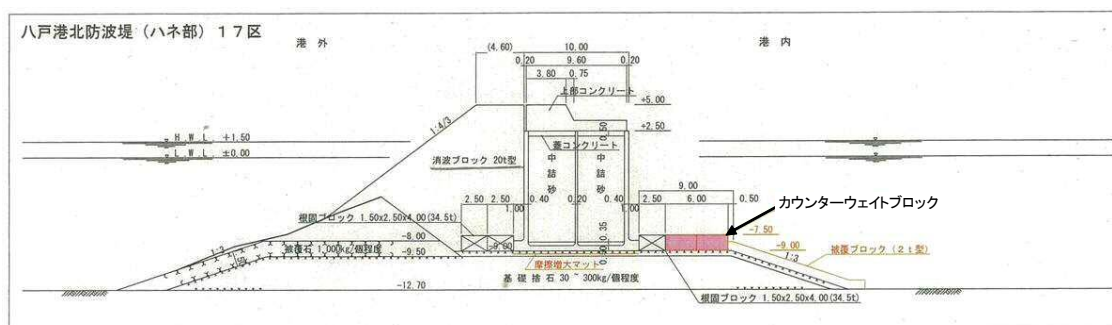 八戸港北防波堤（ハネ部）１７区
港外
港内
(4.60)
10.00
0.20
9.60
0.20
3.80
0.75
上部コンクリート
+5.00
+2.50
H W L +1.50
L W L ±0.00
1:4/3
0.50
蓋コンクリート
消波ブロック 20t型
中詰砂
中詰砂
9.00
2.50
2.50
1.00
0.40
0.20
0.40
1.00
2.50
6.00
0.50
カウンターウェイトブロック
根固ブロック 1.50x2.50x4.00(34.5t)
0.35
-7.50
1:3
-8.00
-9.00
-9.00
被覆ブロック（２ｔ型）
被覆石 1,000kg/個程度
-9.50
1:3
摩擦増大マット
基礎捨石 30 ~ 300kg/個程度
-12.70
根固ブロック 1.50x2.50x4.00(34.5t)